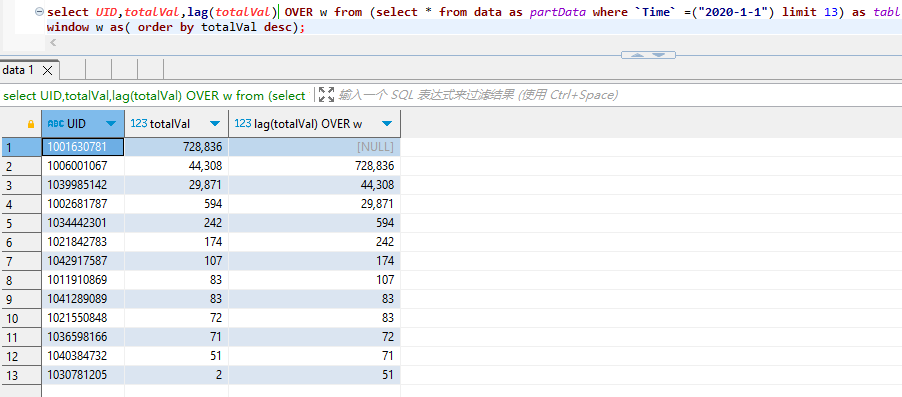 select UID,totalVal,lag(totalVal) OVER w from (select * from data as partData where `Time` =("2020-1-1") limit 13) as tabl
window w as( order by totalVal desc);
data 1
select UID,totalVal,lag(totalVal) OVER w from (select 输入一个 SQL 表达式来过滤结果 (使用 Ctrl+Space)
ABC UID 123 totalVal 123 lag(totalVal) OVER w
1 1001630781 728,836 [NULL]
2 1006001067 44,308 728,836
3 1039985142 29,871 44,308
4 1002681787 594 29,871
5 1034442301 242 594
6 1021842783 174 242
7 1042917587 107 174
8 1011910869 83 107
9 1041289089 83 83
10 1021550848 72 83
11 1036598166 71 72
12 1040384732 51 71
13 1030781205 2 51